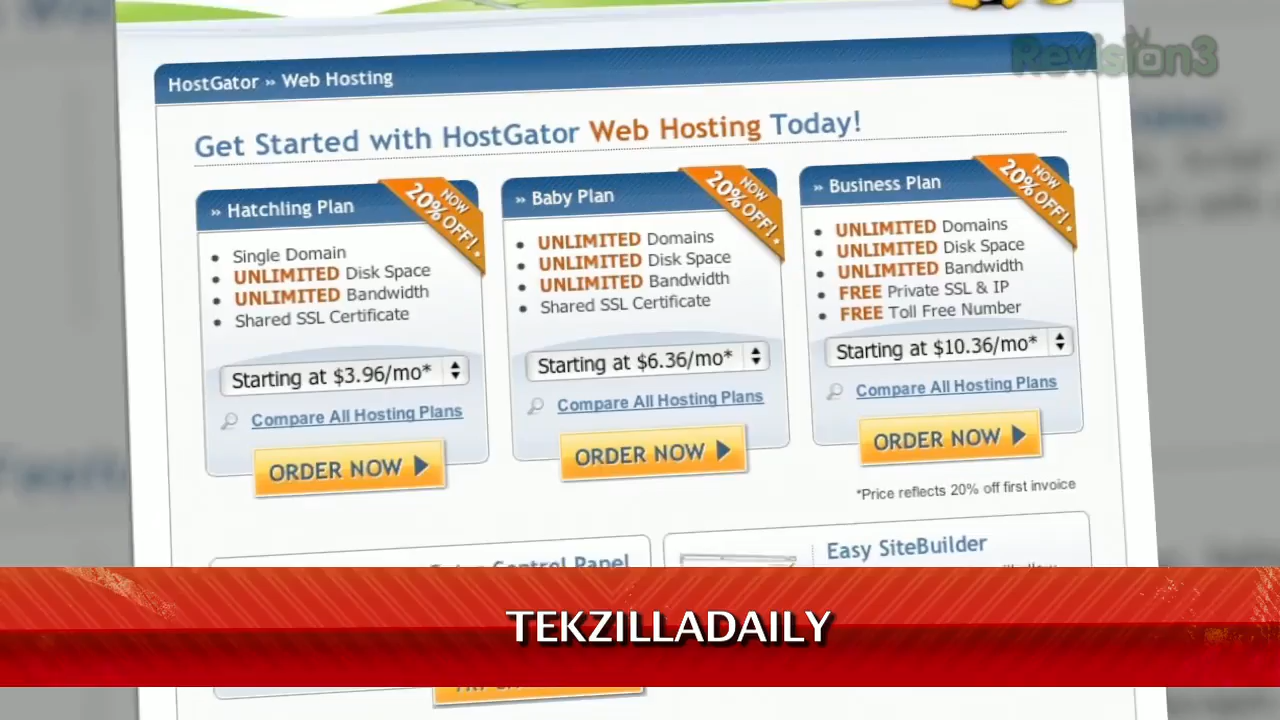 Revision3
HostGator » Web Hosting
Get Started with HostGator Web Hosting Today!
» Hatchling Plan
NOW
20% OFF!
Single Domain
UNLIMITED Disk Space
UNLIMITED Bandwidth
Shared SSL Certificate
Starting at $3.96/mo*
Compare All Hosting Plans
ORDER NOW
» Baby Plan
NOW
20% OFF!
UNLIMITED Domains
UNLIMITED Disk Space
UNLIMITED Bandwidth
Shared SSL Certificate
Starting at $6.36/mo*
Compare All Hosting Plans
ORDER NOW
» Business Plan
NOW
20% OFF!
UNLIMITED Domains
UNLIMITED Disk Space
UNLIMITED Bandwidth
FREE Private SSL & IP
FREE Toll Free Number
Starting at $10.36/mo*
Compare All Hosting Plans
ORDER NOW
*Price reflects 20% off first invoice
Control Panel
Easy SiteBuilder
TEKZILLADAILY